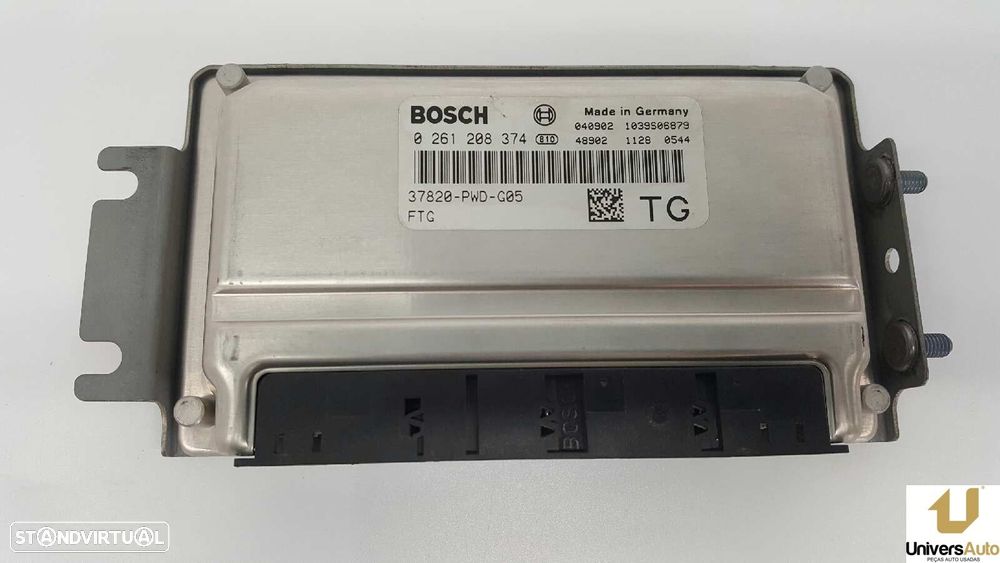 BOSCH
Made in Germany
0 261 208 374 B10
040902 1039S06879
48902 1128 0544
37820-PWD-G05
FTG
TG
BOSCH
STANDVIRTUAL
UniversAuto
PEÇAS AUTO USADAS